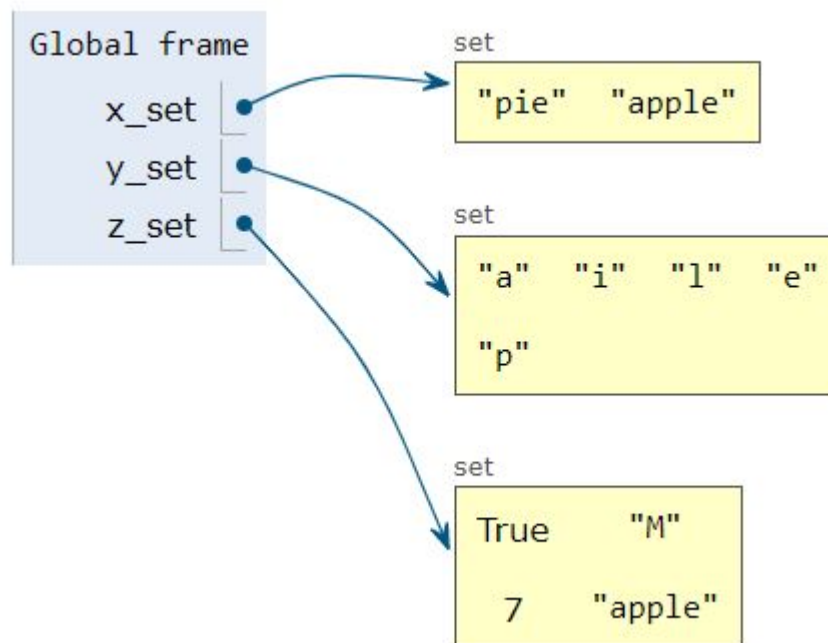 Global frame
x_set
y_set
z_set
set
"pie" "apple"
set
"a" "i" "l" "e"
"p"
set
True "M"
7 "apple"